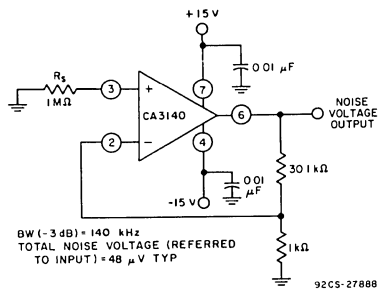 +15 V
7
0.01 μF
Rs
1 MΩ
3
+
CA3140
6
NOISE
VOLTAGE
OUTPUT
2
−
4
0.01
μF
30.1 kΩ
-15 V
1 kΩ
BW (-3 dB) = 140 kHz
TOTAL NOISE VOLTAGE (REFERRED
TO INPUT) = 48 μV TYP
92CS-27888